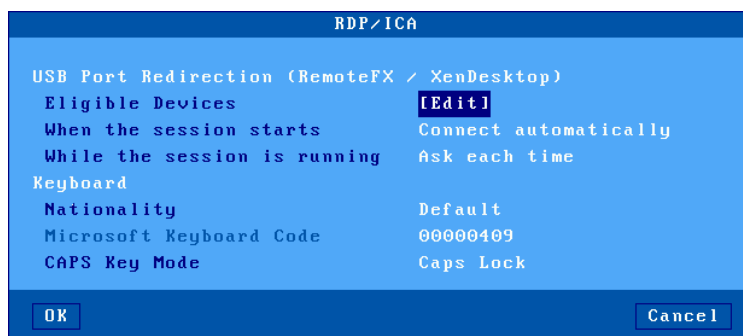 RDP/ICA
USB Port Redirection (RemoteFX / XenDesktop)
Eligible Devices [Edit]
When the session starts Connect automatically
While the session is running Ask each time
Keyboard
Nationality Default
Microsoft Keyboard Code 00000409
CAPS Key Mode Caps Lock
OK Cancel